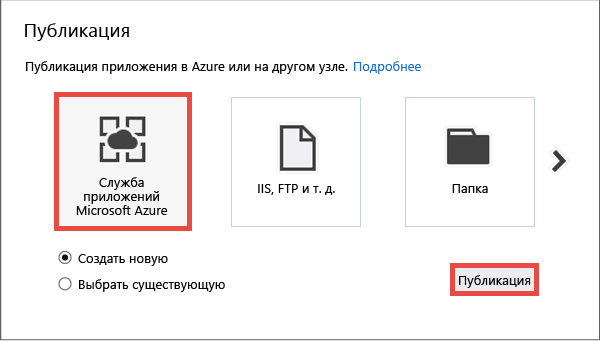 Публикация
Публикация приложения в Azure или на другом узле. Подробнее
Служба
приложений
Microsoft Azure
IIS, FTP и т. д.
Папка
Создать новую
Выбрать существующую
Публикация